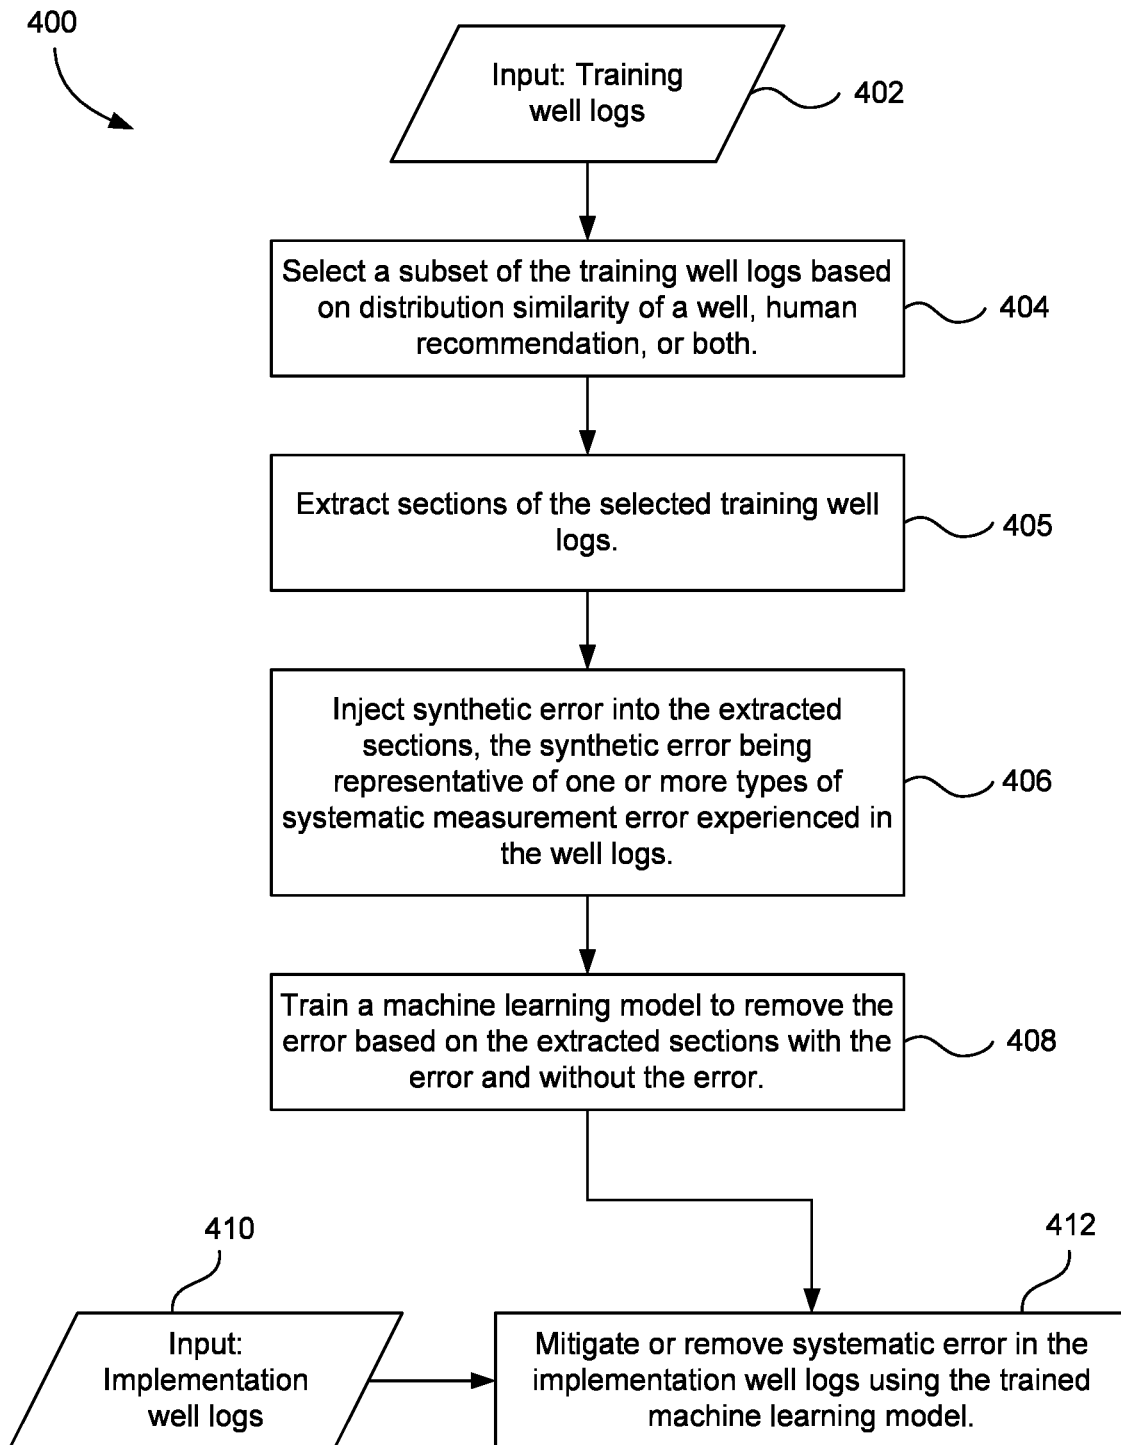 400
Input: Training
well logs
402
Select a subset of the training well logs based
on distribution similarity of a well, human
recommendation, or both.
404
Extract sections of the selected training well
logs.
405
Inject synthetic error into the extracted
sections, the synthetic error being
representative of one or more types of
systematic measurement error experienced in
the well logs.
406
Train a machine learning model to remove the
error based on the extracted sections with the
error and without the error.
408
410
Input:
Implementation
well logs
412
Mitigate or remove systematic error in the
implementation well logs using the trained
machine learning model.